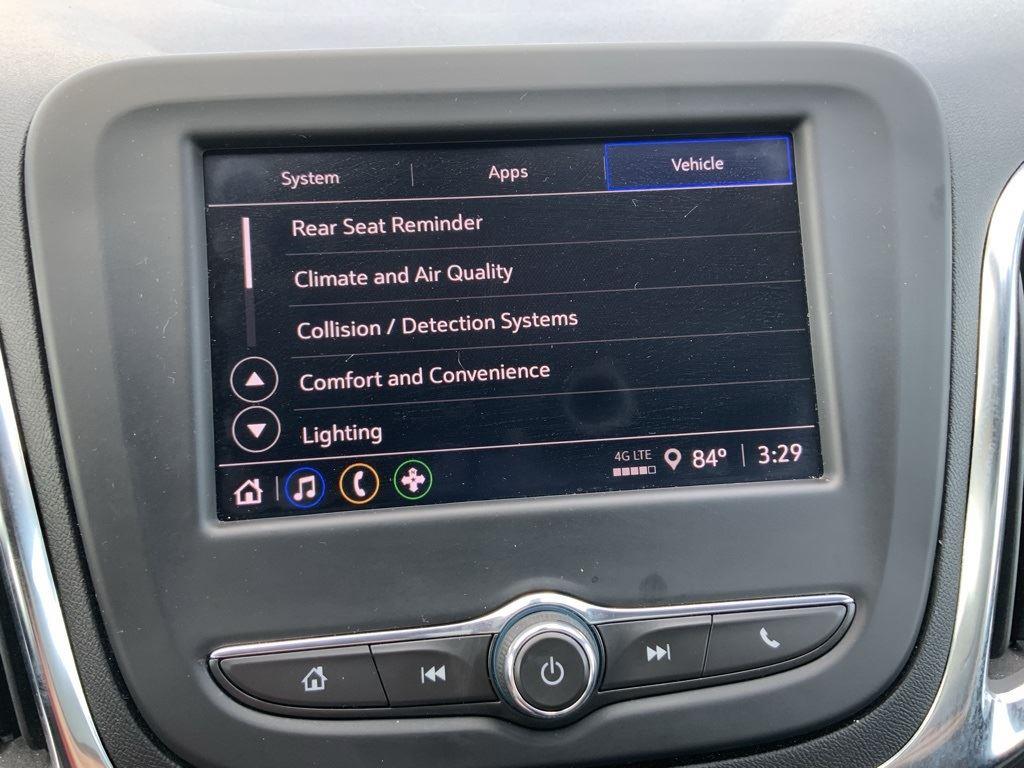 System Apps Vehicle
Rear Seat Reminder
Climate and Air Quality
Collision / Detection Systems
Comfort and Convenience
Lighting
4G LTE 84° 3:29